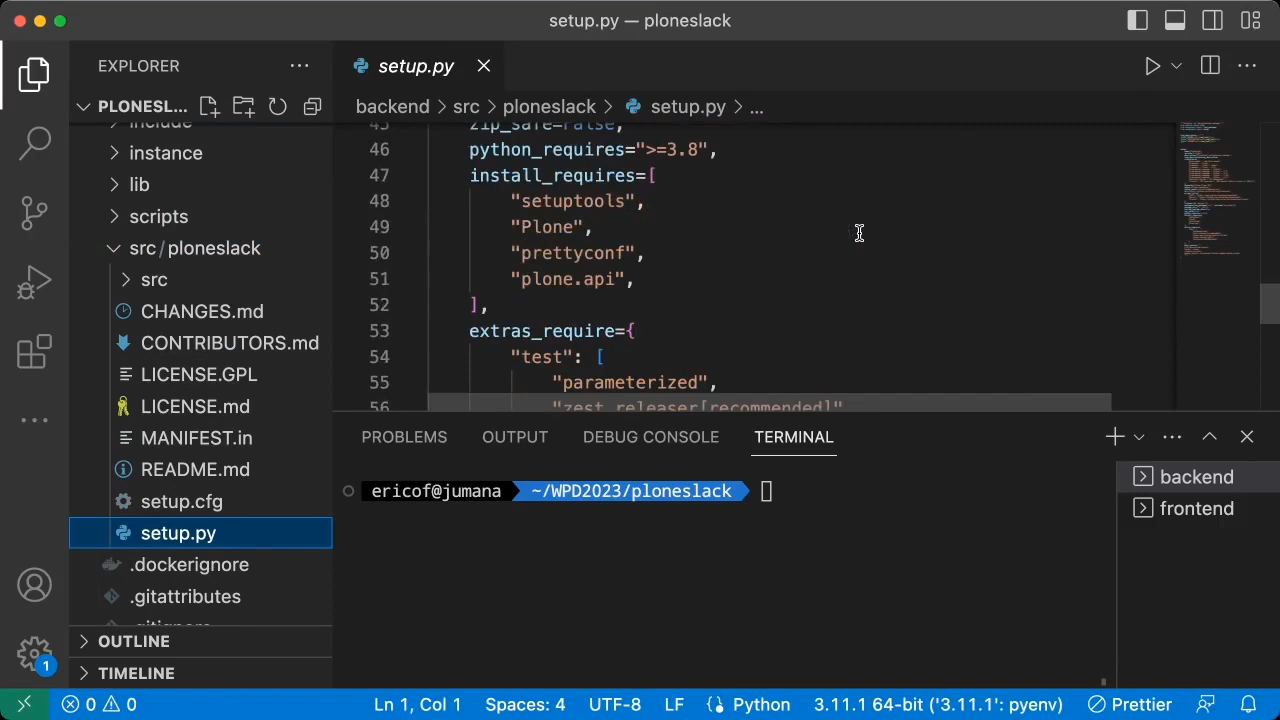 setup.py — ploneslack
EXPLORER
setup.py
PLONESL...
backend > src > ploneslack > setup.py > ...
include
instance
lib
scripts
src/ploneslack
src
CHANGES.md
CONTRIBUTORS.md
LICENSE.GPL
LICENSE.md
MANIFEST.in
README.md
setup.cfg
setup.py
.dockerignore
.gitattributes
.gitignore
OUTLINE
TIMELINE
45 zip_safe=False,
46 python_requires=">=3.8",
47 install_requires=[
48 "setuptools",
49 "Plone",
50 "prettyconf",
51 "plone.api",
52 ],
53 extras_require={
54 "test": [
55 "parameterized",
56 "zest.releaser[recommended]"
PROBLEMS OUTPUT DEBUG CONSOLE TERMINAL
ericof@jumana ~/WPD2023/ploneslack
backend
frontend
1
0 0 Ln 1, Col 1 Spaces: 4 UTF-8 LF Python 3.11.1 64-bit ('3.11.1': pyenv) Prettier